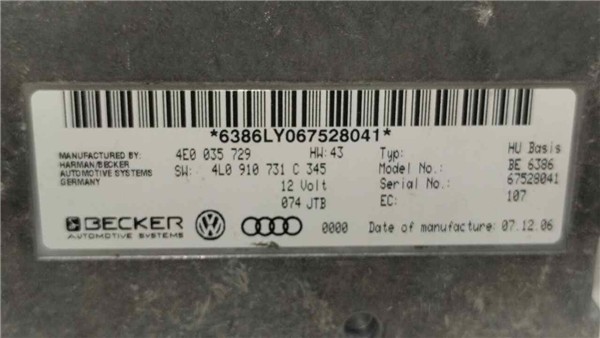 *6386LY067528041*
MANUFACTURED BY:
HARMAN/BECKER
AUTOMOTIVE SYSTEMS
GERMANY
4E0 035 729 HW:43
SW: 4L0 910 731 C 345
12 Volt
074 JTB
Typ: HU Basis
Model No.: BE 6386
Serial No.: 67528041
EC: 107
BECKER
AUTOMOTIVE SYSTEMS
0000 Date of manufacture: 07.12.06